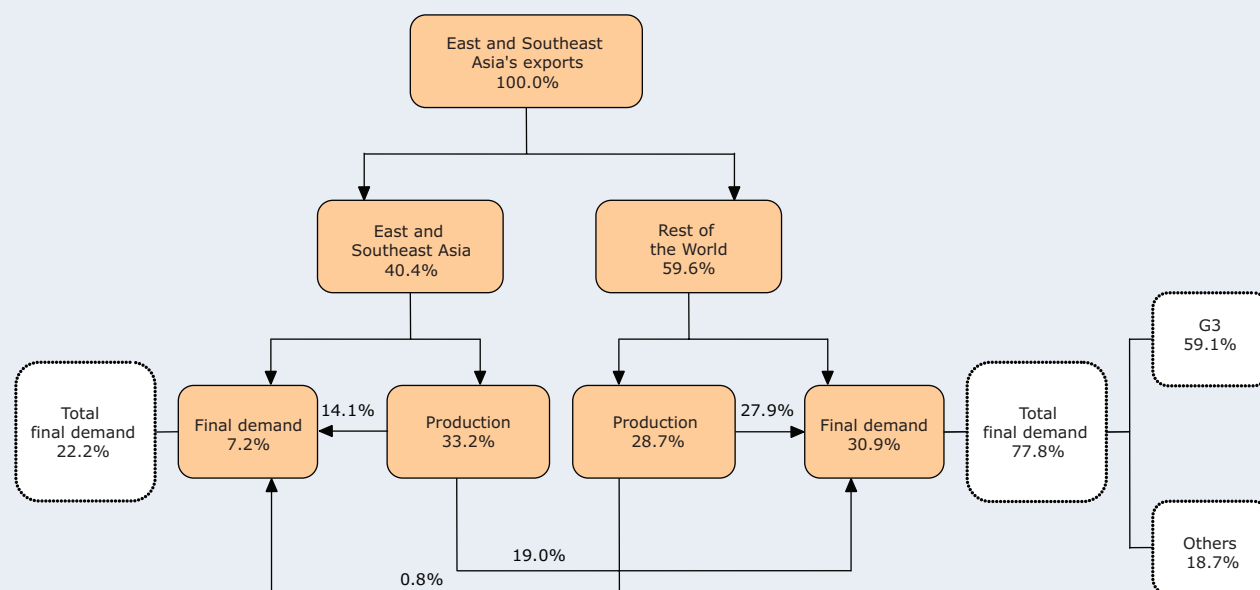 East and Southeast
Asia's exports
100.0%
East and
Southeast Asia
40.4%
Rest of
the World
59.6%
G3
59.1%
Total
final demand
22.2%
Final demand
7.2%
14.1%
Production
33.2%
Production
28.7%
27.9%
Final demand
30.9%
Total
final demand
77.8%
Others
18.7%
19.0%
0.8%